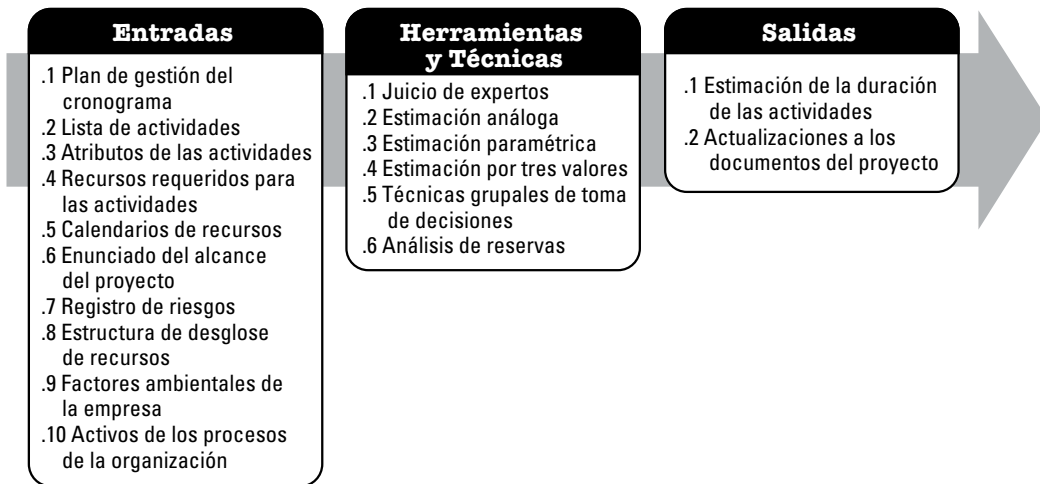 Entradas
.1 Plan de gestión del
cronograma
.2 Lista de actividades
.3 Atributos de las actividades
.4 Recursos requeridos para
las actividades
.5 Calendarios de recursos
.6 Enunciado del alcance
del proyecto
.7 Registro de riesgos
.8 Estructura de desglose
de recursos
.9 Factores ambientales de
la empresa
.10 Activos de los procesos
de la organización
Herramientas
y Técnicas
.1 Juicio de expertos
.2 Estimación análoga
.3 Estimación paramétrica
.4 Estimación por tres valores
.5 Técnicas grupales de toma
de decisiones
.6 Análisis de reservas
Salidas
.1 Estimación de la duración
de las actividades
.2 Actualizaciones a los
documentos del proyecto